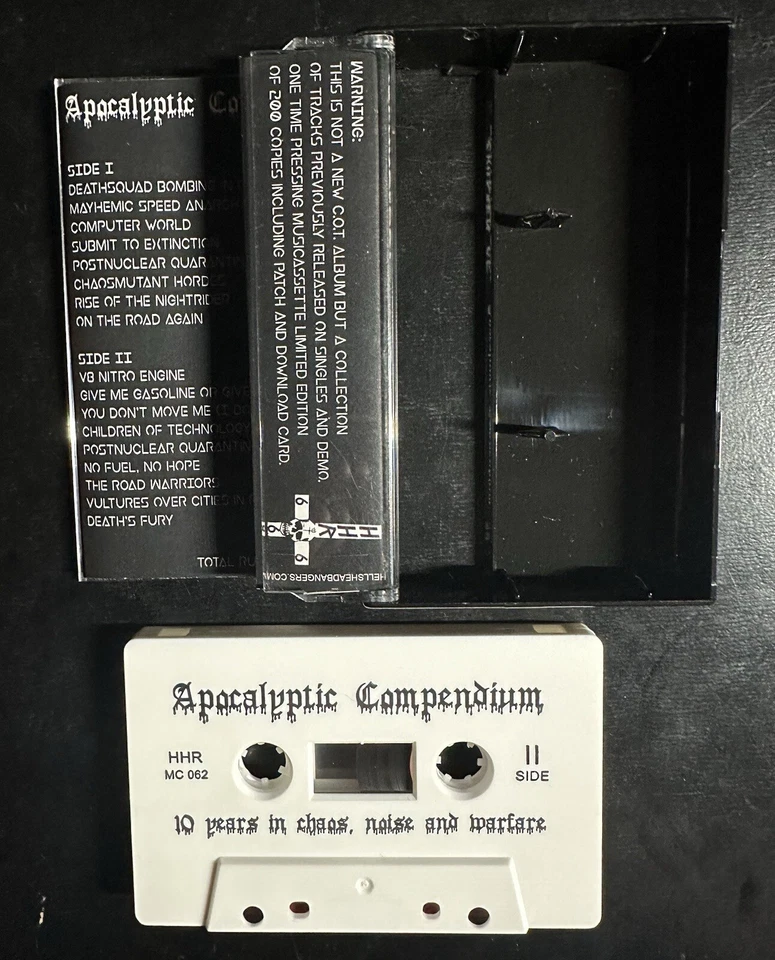 Apocalyptic
SIDE I
DEATHSQUAD BOMBING
MAYHEMIC SPEED
COMPUTER WORLD
SUBMIT TO EXTINCTION
POSTNUCLEAR
CHAOSMUTANT HORDES
RISE OF THE NIGHTRIDER
ON THE ROAD AGAIN
SIDE II
V8 NITRO ENGINE
GIVE ME GASOLINE OR
YOU DON'T MOVE ME
CHILDREN OF TECHNOLOGY
POSTNUCLEAR
NO FUEL, NO HOPE
THE ROAD WARRIORS
VULTURES OVER CITIES
DEATH'S FURY
TOTAL
WARNING:
THIS IS NOT A NEW C.O.T. ALBUM BUT A COLLECTION
OF TRACKS PREVIOUSLY RELEASED ON SINGLES AND DEMO.
ONE TIME PRESSING MUSICASSETTE LIMITED EDITION
OF 200 COPIES INCLUDING PATCH AND DOWNLOAD CARD.
HHR
6 6 6
HELLSHEADBANGERS.COM
Apocalyptic Compendium
HHR
MC 062
II
SIDE
10 years in chaos, noise and warfare